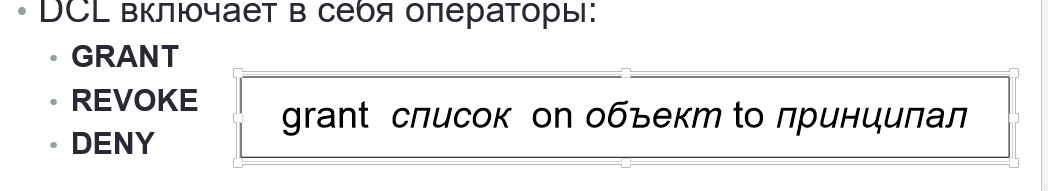 • DCL включает в себя операторы:
• GRANT
• REVOKE
• DENY
grant список on объект to принципал